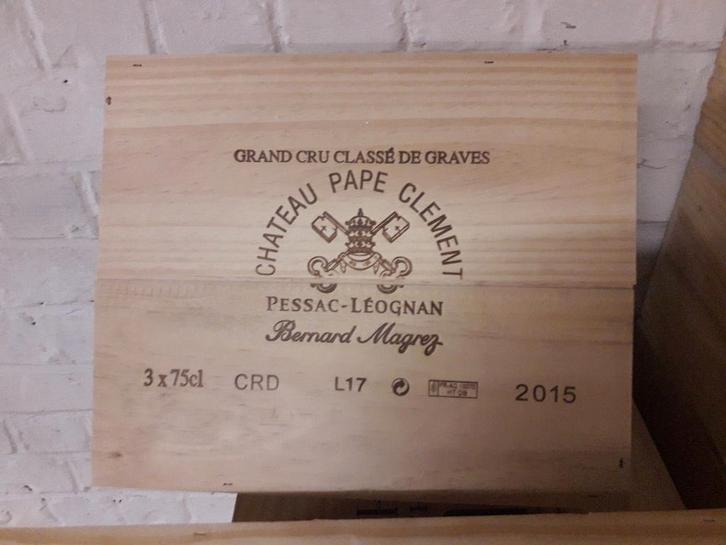 GRAND CRU CLASSÉ DE GRAVES
CHATEAU PAPE CLEMENT
PESSAC-LÉOGNAN
Bernard Magrez
3 x 75cl CRD L17 2015